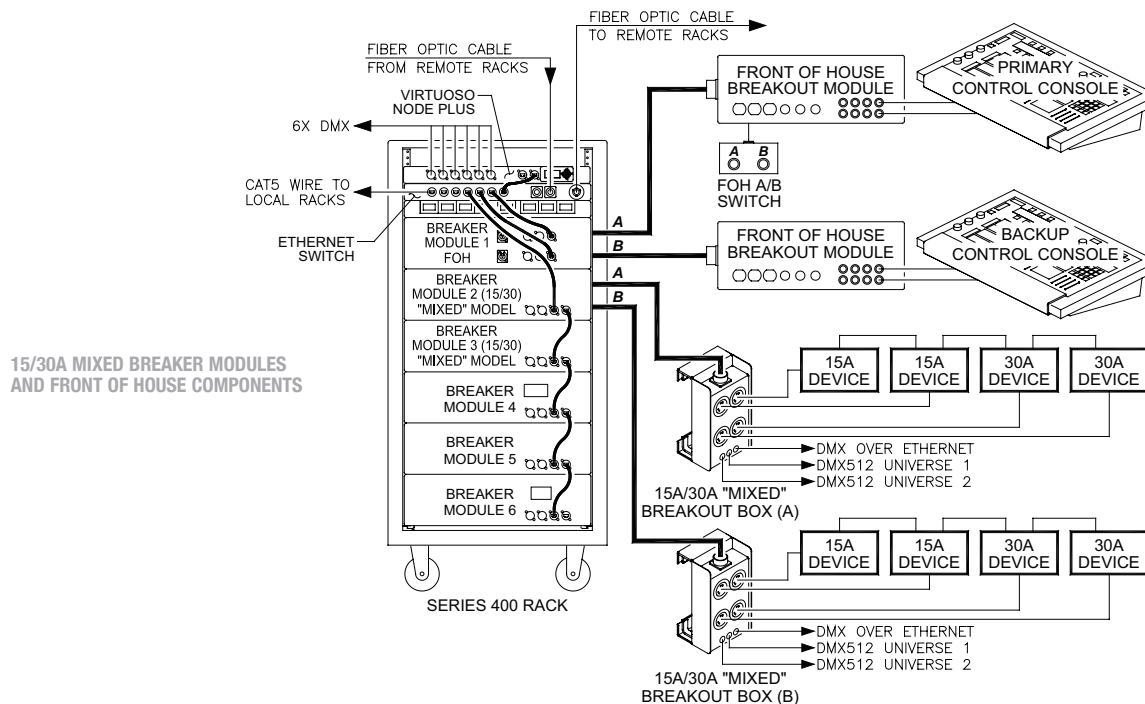 FIBER OPTIC CABLE
TO REMOTE RACKS
FIBER OPTIC CABLE
FROM REMOTE RACKS
VIRTUOSO
NODE PLUS
6X DMX
CAT5 WIRE TO
LOCAL RACKS
ETHERNET
SWITCH
BREAKER
MODULE 1
FOH
BREAKER
MODULE 2 (15/30)
"MIXED" MODEL
BREAKER
MODULE 3 (15/30)
"MIXED" MODEL
BREAKER
MODULE 4
BREAKER
MODULE 5
BREAKER
MODULE 6
SERIES 400 RACK
A
B
A
B
FRONT OF HOUSE
BREAKOUT MODULE
A B
FOH A/B
SWITCH
PRIMARY
CONTROL CONSOLE
FRONT OF HOUSE
BREAKOUT MODULE
BACKUP
CONTROL CONSOLE
15/30A MIXED BREAKER MODULES
AND FRONT OF HOUSE COMPONENTS
15A
DEVICE
15A
DEVICE
30A
DEVICE
30A
DEVICE
DMX OVER ETHERNET
DMX512 UNIVERSE 1
DMX512 UNIVERSE 2
15A/30A "MIXED"
BREAKOUT BOX (A)
15A
DEVICE
15A
DEVICE
30A
DEVICE
30A
DEVICE
DMX OVER ETHERNET
DMX512 UNIVERSE 1
DMX512 UNIVERSE 2
15A/30A "MIXED"
BREAKOUT BOX (B)